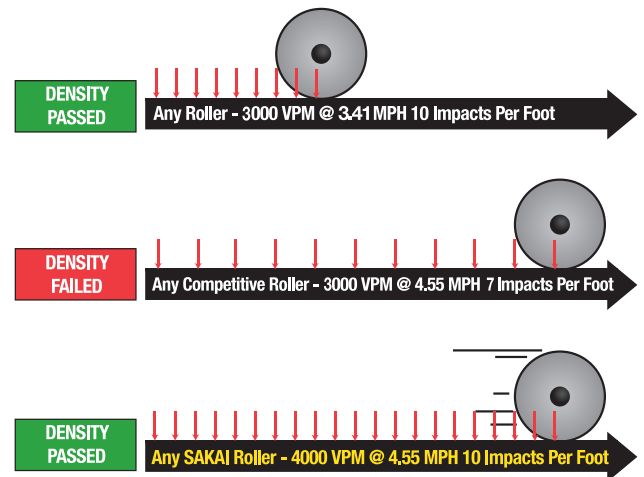 DENSITY
PASSED
Any Roller - 3000 VPM @ 3.41 MPH 10 Impacts Per Foot
DENSITY
FAILED
Any Competitive Roller - 3000 VPM @ 4.55 MPH 7 Impacts Per Foot
DENSITY
PASSED
Any SAKAI Roller - 4000 VPM @ 4.55 MPH 10 Impacts Per Foot